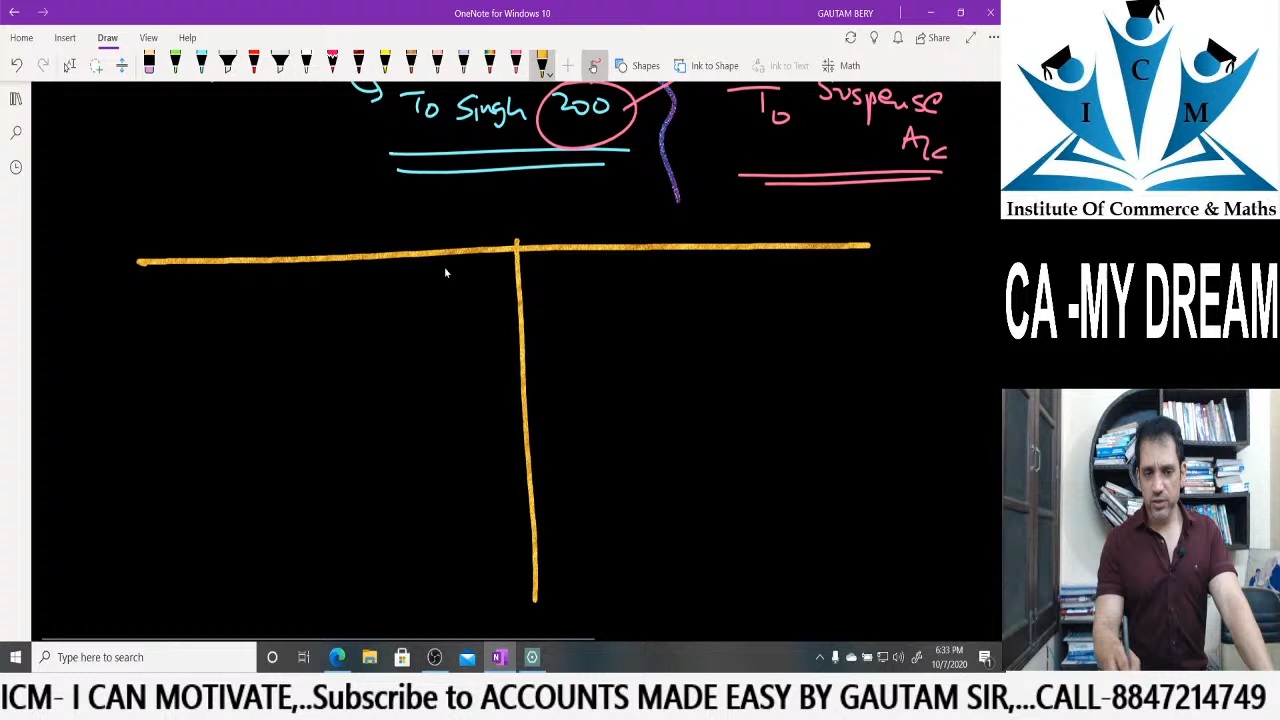 OneNote for Windows 10
GAUTAM BERY
Home Insert Draw View Help
Share
Shapes
Ink to Shape
Ink to Text
Math
To Singh 200
To Suspense
A/c
I C M
Institute Of Commerce & Maths
CA -MY DREAM
Type here to search
6:33 PM
10/7/2020
ICM- I CAN MOTIVATE,..Subscribe to ACCOUNTS MADE EASY BY GAUTAM SIR,...CALL-8847214749